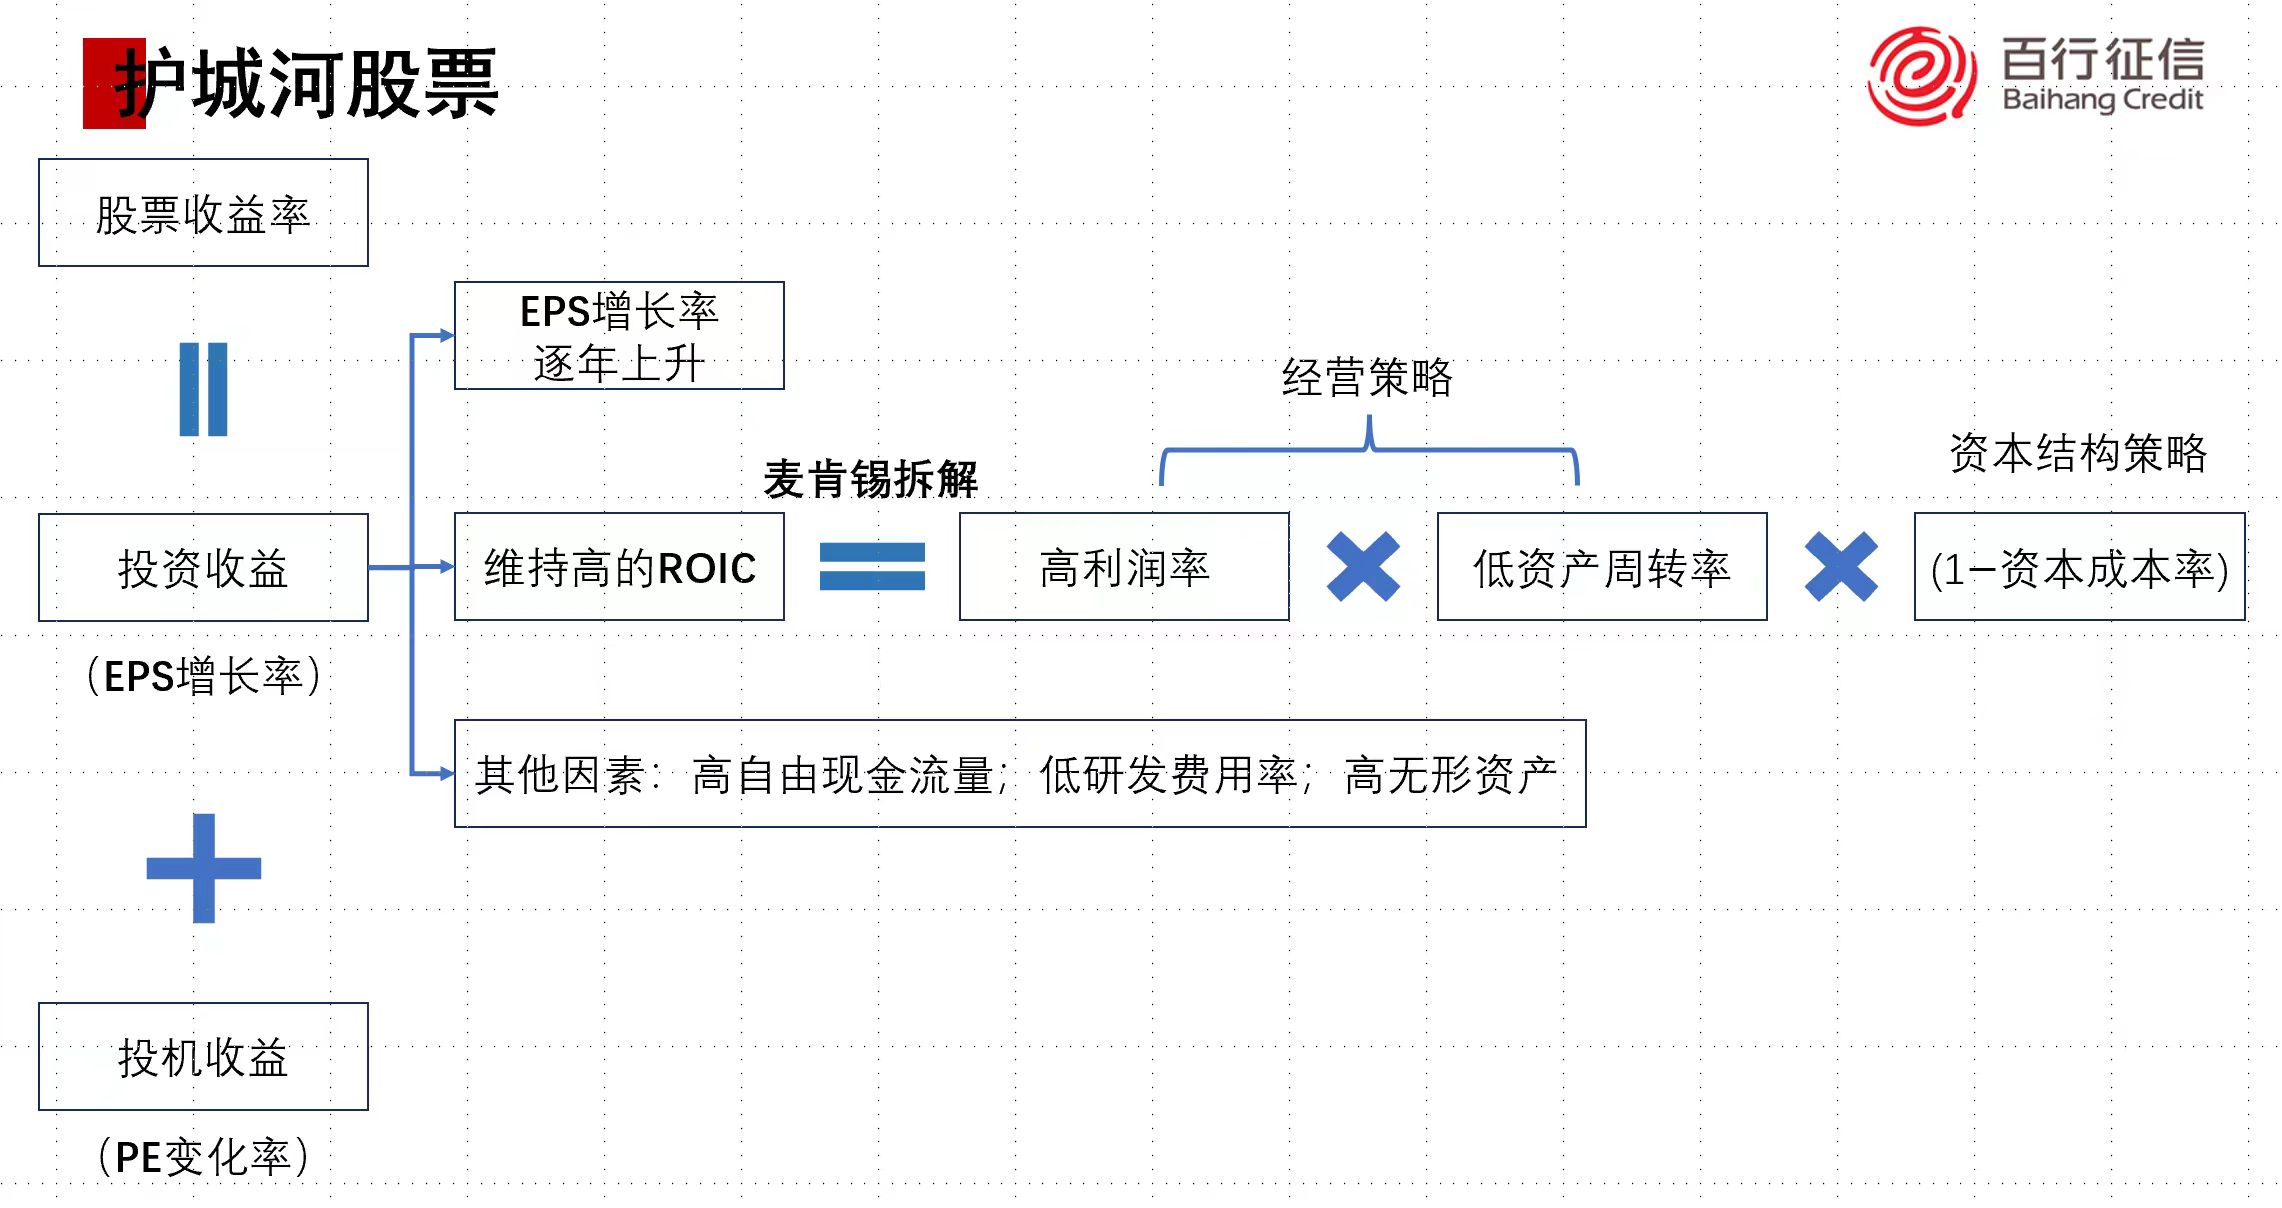 护城河股票
百行征信
Baihang Credit
股票收益率
EPS增长率
逐年上升
经营策略
资本结构策略
麦肯锡拆解
投资收益
维持高的ROIC
高利润率
低资产周转率
(1-资本成本率)
（EPS增长率）
其他因素：高自由现金流量；低研发费用率；高无形资产
投机收益
（PE变化率）